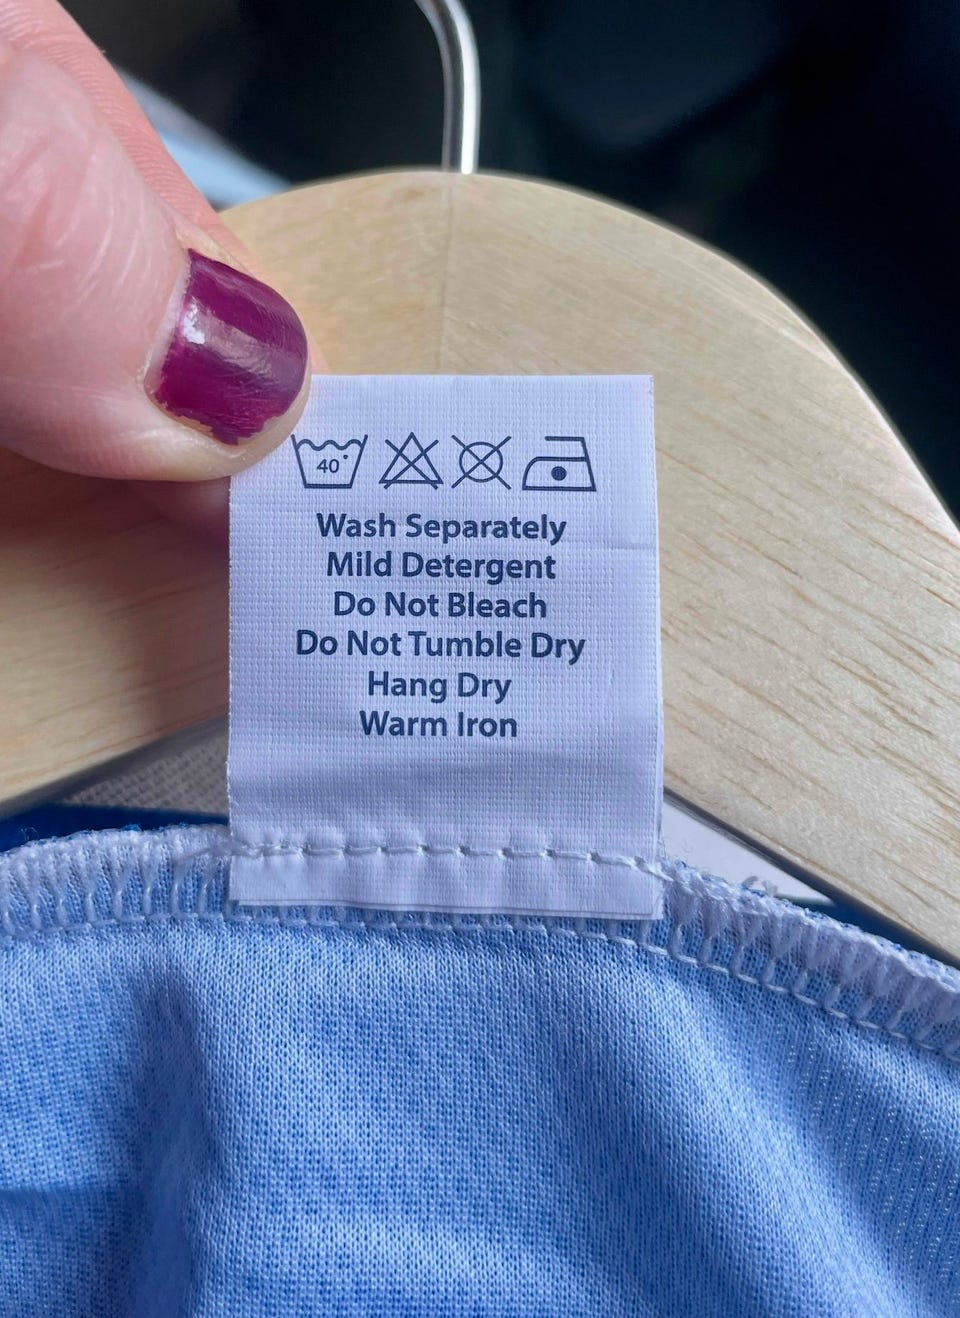 40°
Wash Separately
Mild Detergent
Do Not Bleach
Do Not Tumble Dry
Hang Dry
Warm Iron